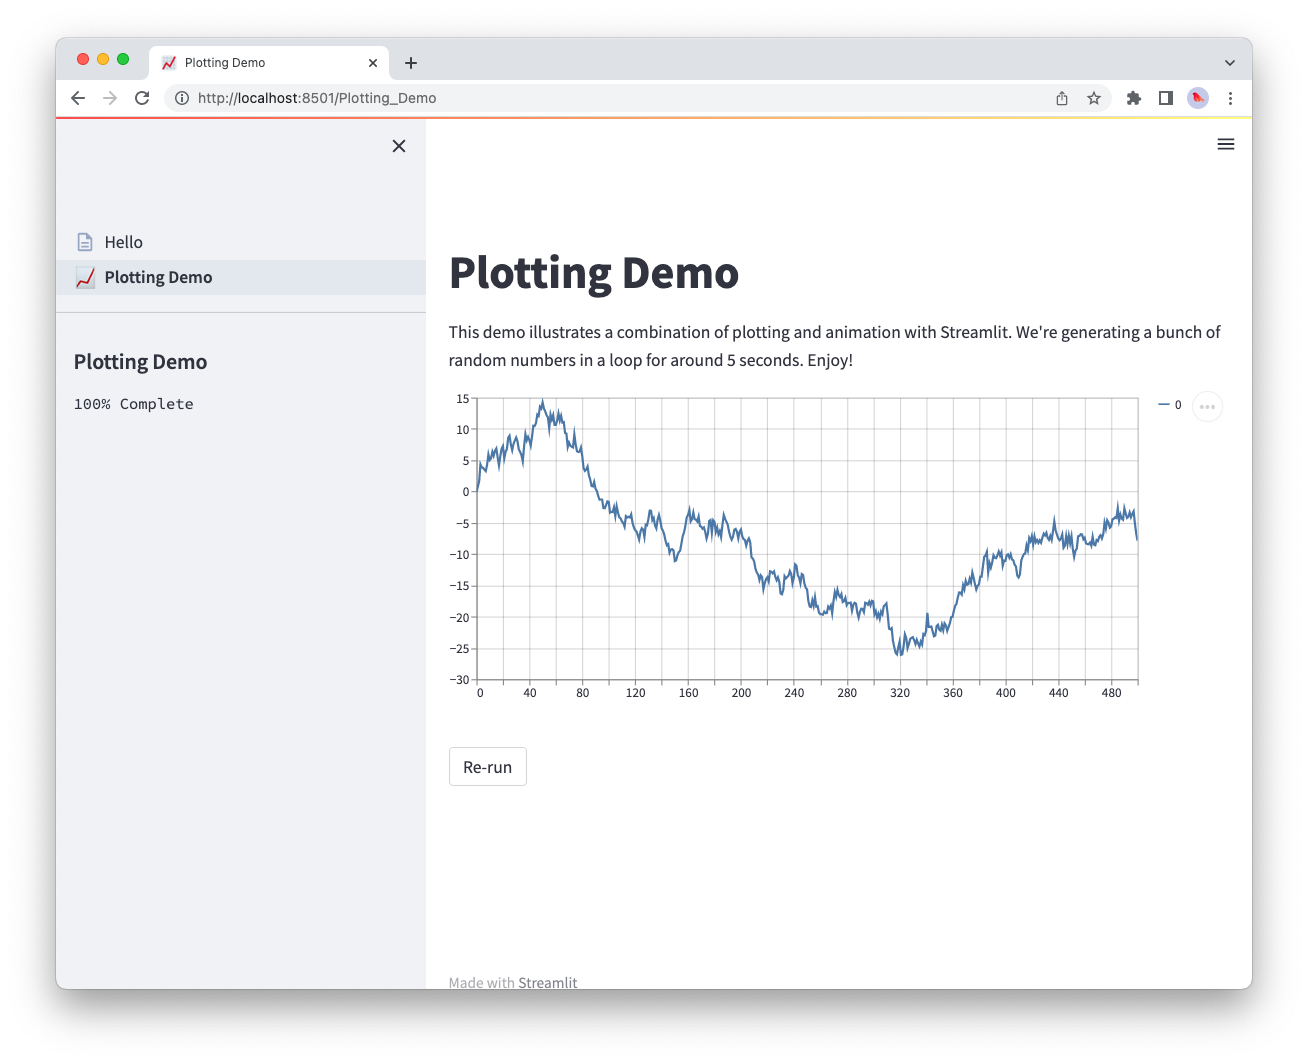 Plotting Demo
http://localhost:8501/Plotting_Demo
Hello
Plotting Demo
Plotting Demo
100% Complete
Plotting Demo
This demo illustrates a combination of plotting and animation with Streamlit. We're generating a bunch of
random numbers in a loop for around 5 seconds. Enjoy!
15
10
5
0
−5
−10
−15
−20
−25
−30
0 40 80 120 160 200 240 280 320 360 400 440 480
0
Re-run
Made with Streamlit